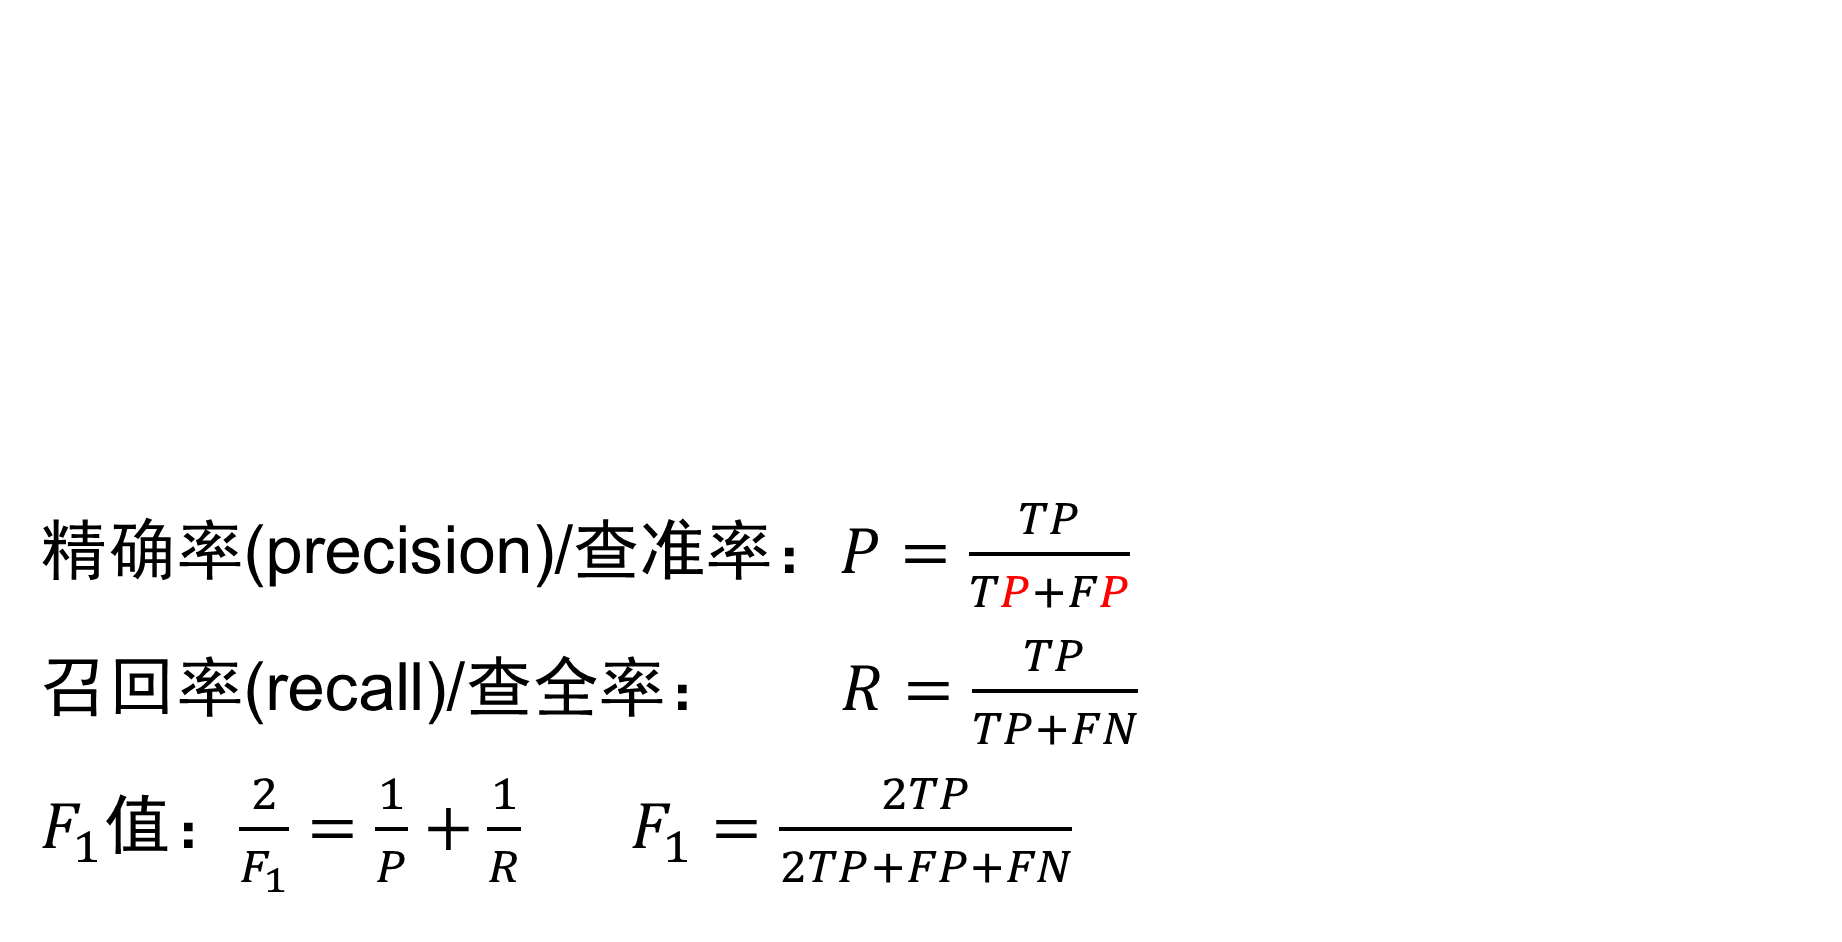 精确率(precision)/查准率：P = TP/(TP+FP)
召回率(recall)/查全率： R = TP/(TP+FN)
F₁值：2/F₁ = 1/P + 1/R F₁ = 2TP/(2TP+FP+FN)